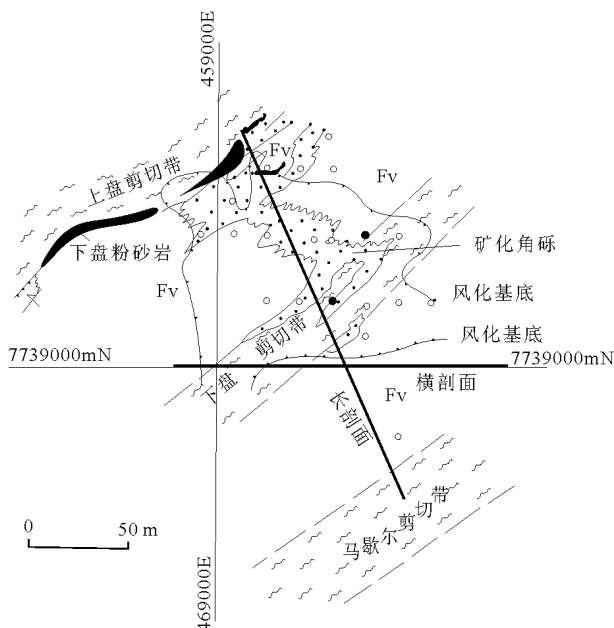 459000E
Fv
Fv
上盘剪切带
下盘粉砂岩
矿化角砾
Fv
风化基底
风化基底
下盘 剪切带
7739000mN
7739000mN
横剖面
Fv
长剖面
马歇尔剪切带
0 50 m
469000E